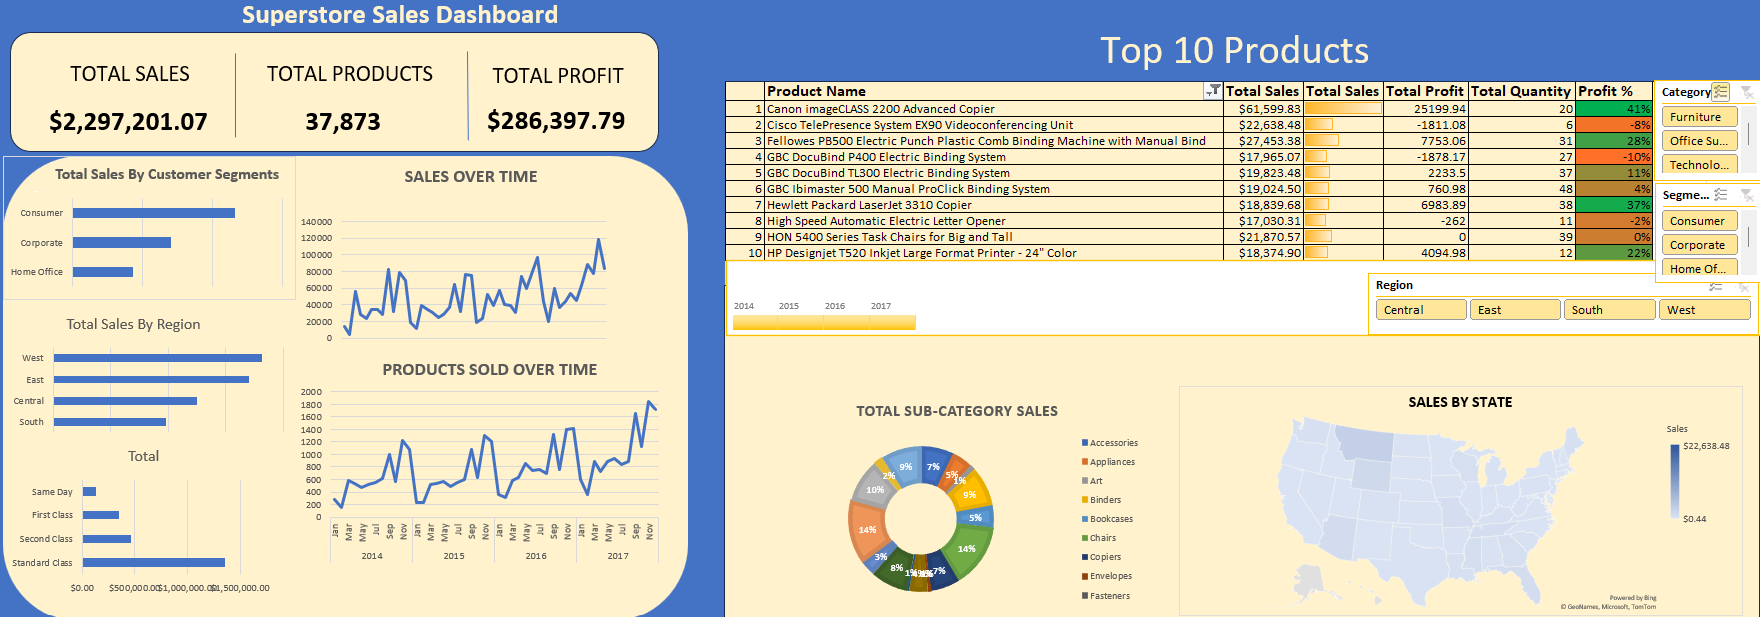 Superstore Sales Dashboard
TOTAL SALES
$2,297,201.07
TOTAL PRODUCTS
37,873
TOTAL PROFIT
$286,397.79
Total Sales By Customer Segments
Consumer
Corporate
Home Office
Total Sales By Region
West
East
Central
South
Total
Same Day
First Class
Second Class
Standard Class
$0.00 $500,000.00 $1,000,000.00 $1,500,000.00
SALES OVER TIME
140000
120000
100000
80000
60000
40000
20000
0
PRODUCTS SOLD OVER TIME
2000
1800
1600
1400
1200
1000
800
600
400
200
0
Jan Mar May Jul Sep Nov Jan Mar May Jul Sep Nov Jan Mar May Jul Sep Nov Jan Mar May Jul Sep Nov
2014 2015 2016 2017
Top 10 Products
Product Name Total Sales Total Sales Total Profit Total Quantity Profit %
1 Canon imageCLASS 2200 Advanced Copier $61,599.83 25199.94 20 41%
2 Cisco TelePresence System EX90 Videoconferencing Unit $22,638.48 -1811.08 6 -8%
3 Fellowes PB500 Electric Punch Plastic Comb Binding Machine with Manual Bind $27,453.38 7753.06 31 28%
4 GBC DocuBind P400 Electric Binding System $17,965.07 -1878.17 27 -10%
5 GBC DocuBind TL300 Electric Binding System $19,823.48 2233.5 37 11%
6 GBC Ibimaster 500 Manual ProClick Binding System $19,024.50 760.98 48 4%
7 Hewlett Packard LaserJet 3310 Copier $18,839.68 6983.89 38 37%
8 High Speed Automatic Electric Letter Opener $17,030.31 -262 11 -2%
9 HON 5400 Series Task Chairs for Big and Tall $21,870.57 0 39 0%
10 HP Designjet T520 Inkjet Large Format Printer - 24" Color $18,374.90 4094.98 12 22%
Category
Furniture
Office Su...
Technolo...
Segme...
Consumer
Corporate
Home Of...
2014 2015 2016 2017
Region
Central East South West
TOTAL SUB-CATEGORY SALES
7%
5%
1%
9%
5%
14%
7%
1%
8%
3%
14%
10%
2%
9%
Accessories
Appliances
Art
Binders
Bookcases
Chairs
Copiers
Envelopes
Fasteners
SALES BY STATE
Sales
$22,638.48
$0.44
Powered by Bing
© GeoNames, Microsoft, TomTom